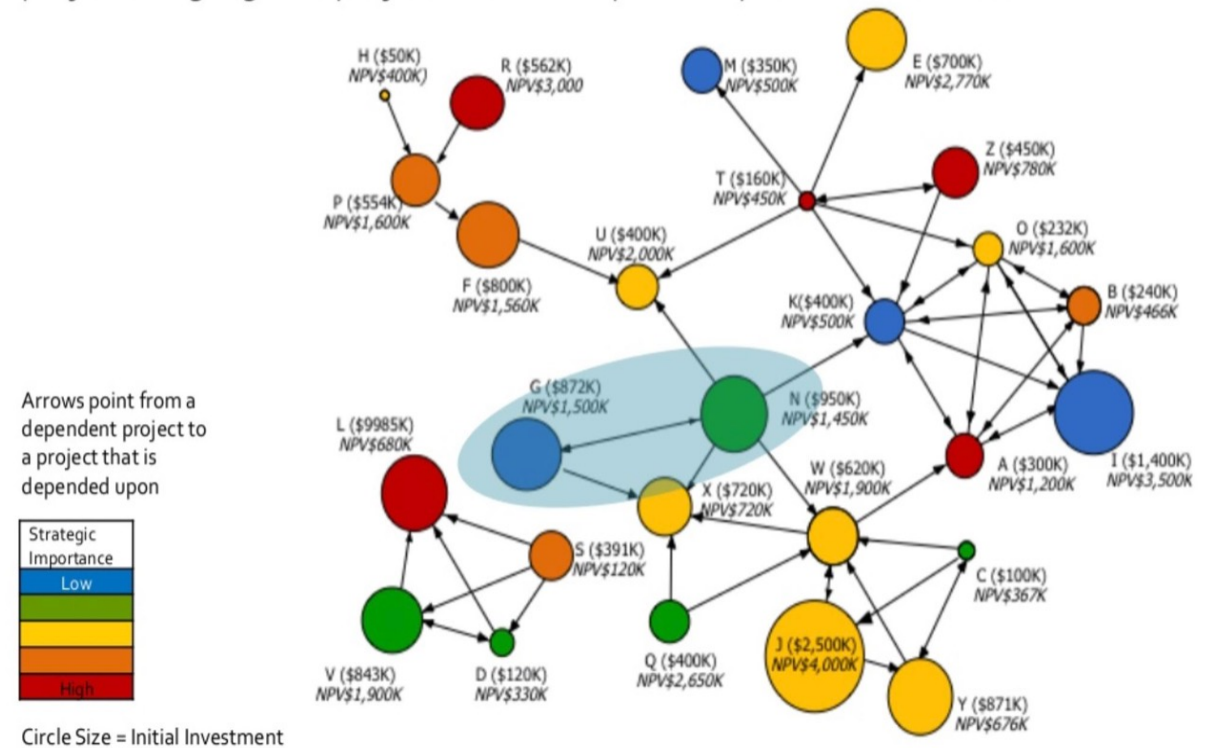 H ($50K)
NPV$400K)
R ($562K)
NPV$3,000
M ($350K)
NPV$500K
E ($700K)
NPV$2,770K
Z ($450K)
NPV$780K
T ($160K)
NPV$450K
P ($554K)
NPV$1,600K
U ($400K)
NPV$2,000K
O ($232K)
NPV$1,600K
F ($800K)
NPV$1,560K
K($400K)
NPV$500K
B ($240K)
NPV$466K
G ($872K)
NPV$1,500K
N ($950K)
NPV$1,450K
Arrows point from a
dependent project to
a project that is
depended upon
L ($9985K)
NPV$680K
W ($620K)
NPV$1,900K
A ($300K)
NPV$1,200K
I ($1,400K)
NPV$3,500K
X ($720K)
NPV$720K
Strategic
Importance
Low
High
S ($391K)
NPV$120K
C ($100K)
NPV$367K
V ($843K)
NPV$1,900K
D ($120K)
NPV$330K
Q ($400K)
NPV$2,650K
J ($2,500K)
NPV$4,000K
Y ($871K)
NPV$676K
Circle Size = Initial Investment